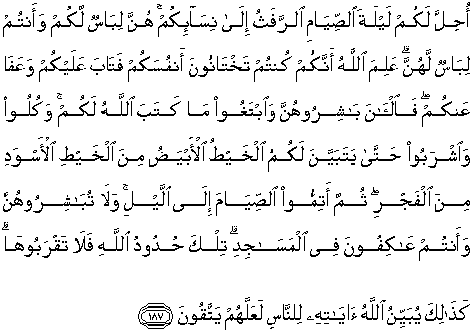 أُحِلَّ لَكُمْ لَيْلَةَ ٱلصِّيَامِ ٱلرَّفَثُ إِلَىٰ نِسَآئِكُمْ ۚ هُنَّ لِبَاسٌ لَّكُمْ وَأَنتُمْ
لِبَاسٌ لَّهُنَّ ۗ عَلِمَ ٱللَّهُ أَنَّكُمْ كُنتُمْ تَخْتَانُونَ أَنفُسَكُمْ فَتَابَ عَلَيْكُمْ وَعَفَا
عَنكُمْ ۖ فَٱلْـَٰٔنَ بَـٰشِرُوهُنَّ وَٱبْتَغُوا۟ مَا كَتَبَ ٱللَّهُ لَكُمْ ۚ وَكُلُوا۟
وَٱشْرَبُوا۟ حَتَّىٰ يَتَبَيَّنَ لَكُمُ ٱلْخَيْطُ ٱلْأَبْيَضُ مِنَ ٱلْخَيْطِ ٱلْأَسْوَدِ
مِنَ ٱلْفَجْرِ ۖ ثُمَّ أَتِمُّوا۟ ٱلصِّيَامَ إِلَى ٱلَّيْلِ ۚ وَلَا تُبَـٰشِرُوهُنَّ
وَأَنتُمْ عَـٰكِفُونَ فِى ٱلْمَسَـٰجِدِ ۗ تِلْكَ حُدُودُ ٱللَّهِ فَلَا تَقْرَبُوهَا ۗ
كَذَٰلِكَ يُبَيِّنُ ٱللَّهُ ءَايَـٰتِهِۦ لِلنَّاسِ لَعَلَّهُمْ يَتَّقُونَ ١٨٧